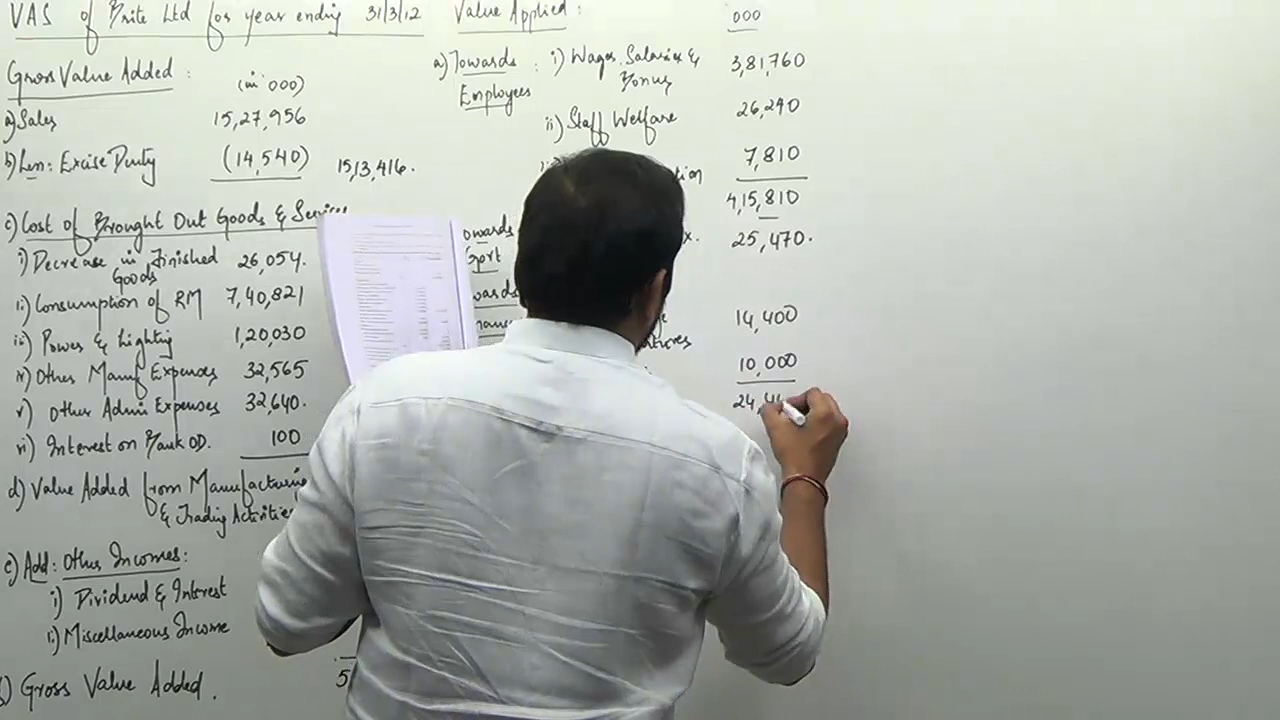 VAS of Brite Ltd for year ending 31/3/12
Gross Value Added :
(in '000)
a) Sales 15,27,956
b) Less: Excise Duty (14,540) 15,13,416.
c) Cost of Brought Out Goods & Services
i) Decrease in Finished 26,054.
Goods
ii) Consumption of RM 7,40,821
iii) Power & Lighting 1,20,030
iv) Other Manuf Expenses 32,565
v) Other Admin Expenses 32,640.
vi) Interest on Bank OD. 100
d) Value Added from Manufacturing
& Trading Activities
e) Add: Other Incomes:
i) Dividend & Interest
ii) Miscellaneous Income
Gross Value Added.
5
Value Applied :
000
a) Towards : i) Wages, Salaries & 3,81,760
Employees Bonus
ii) Staff Welfare 26,240
7,810
4,15,810
25,470.
14,400
10,000
24,4